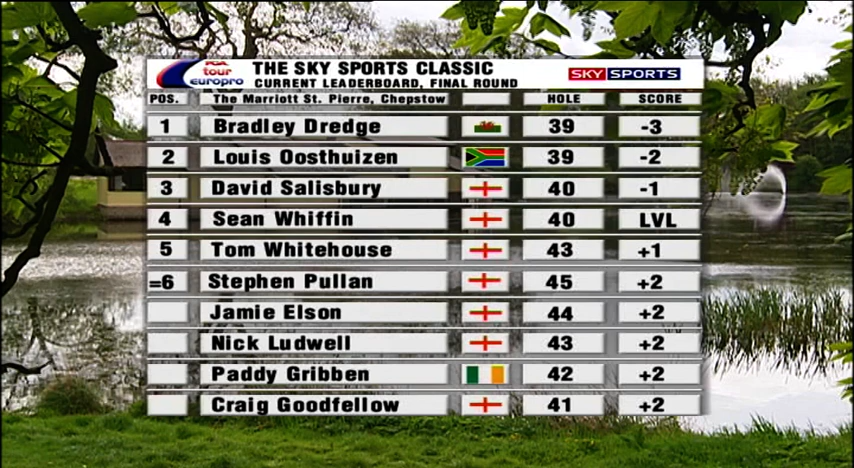 PGA
tour
europro
THE SKY SPORTS CLASSIC
CURRENT LEADERBOARD, FINAL ROUND
SKY SPORTS
POS. The Marriott St. Pierre, Chepstow HOLE SCORE
1 Bradley Dredge 39 -3
2 Louis Oosthuizen 39 -2
3 David Salisbury 40 -1
4 Sean Whiffin 40 LVL
5 Tom Whitehouse 43 +1
=6 Stephen Pullan 45 +2
Jamie Elson 44 +2
Nick Ludwell 43 +2
Paddy Gribben 42 +2
Craig Goodfellow 41 +2